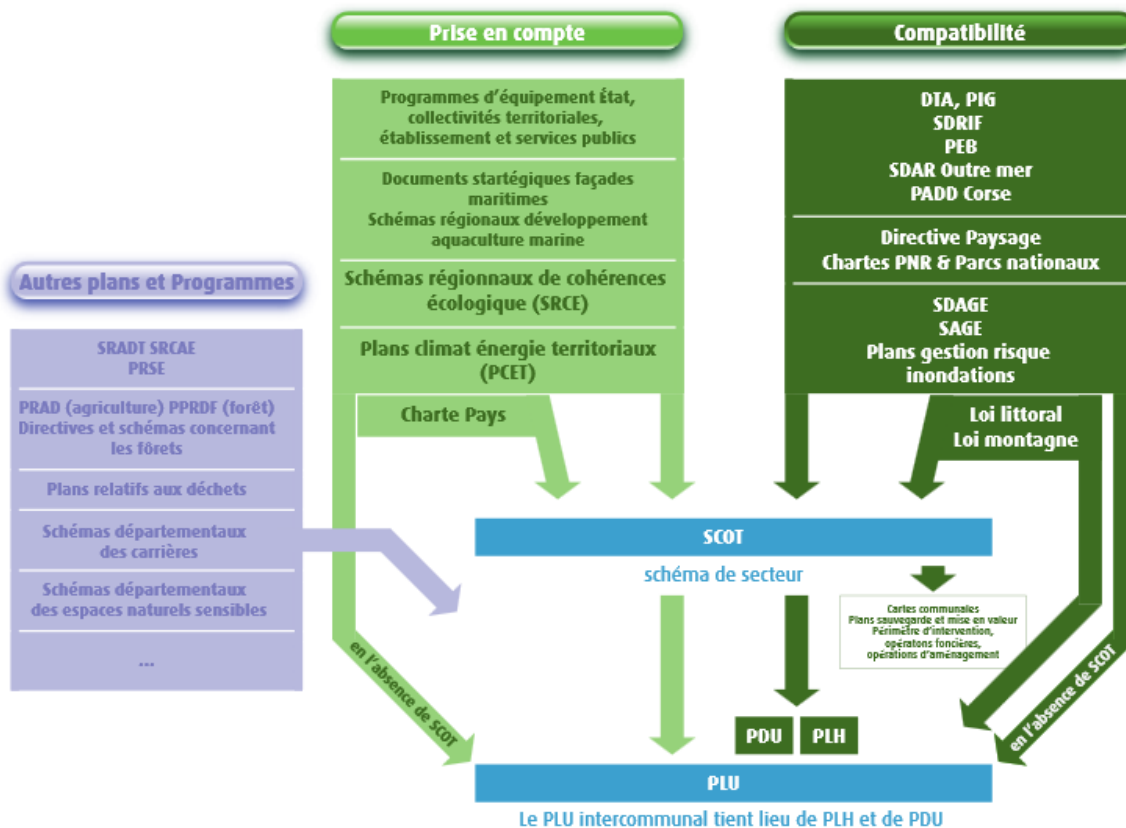 Prise en compte
Programmes d'équipement État,
collectivités territoriales,
établissement et services publics
Documents startégiques façades
maritimes
Schémas régionaux développement
aquaculture marine
Schémas régionnaux de cohérences
écologique (SRCE)
Plans climat énergie territoriaux
(PCET)
Charte Pays
Compatibilité
DTA, PIG
SDRIF
PEB
SDAR Outre mer
PADD Corse
Directive Paysage
Chartes PNR & Parcs nationaux
SDAGE
SAGE
Plans gestion risque
inondations
Loi littoral
Loi montagne
Autres plans et Programmes
SRADT SRCAE
PRSE
PRAD (agriculture) PPRDF (forêt)
Directives et schémas concernant
les fôrets
Plans relatifs aux déchets
Schémas départementaux
des carrières
Schémas départementaux
des espaces naturels sensibles
...
SCOT
schéma de secteur
Cartes communales
Plans sauvegarde et mise en valeur
Périmètre d'intervention,
opératons foncières,
opérations d'aménagement
en l'absence de SCOT
en l'absence de SCOT
PDU
PLH
PLU
Le PLU intercommunal tient lieu de PLH et de PDU